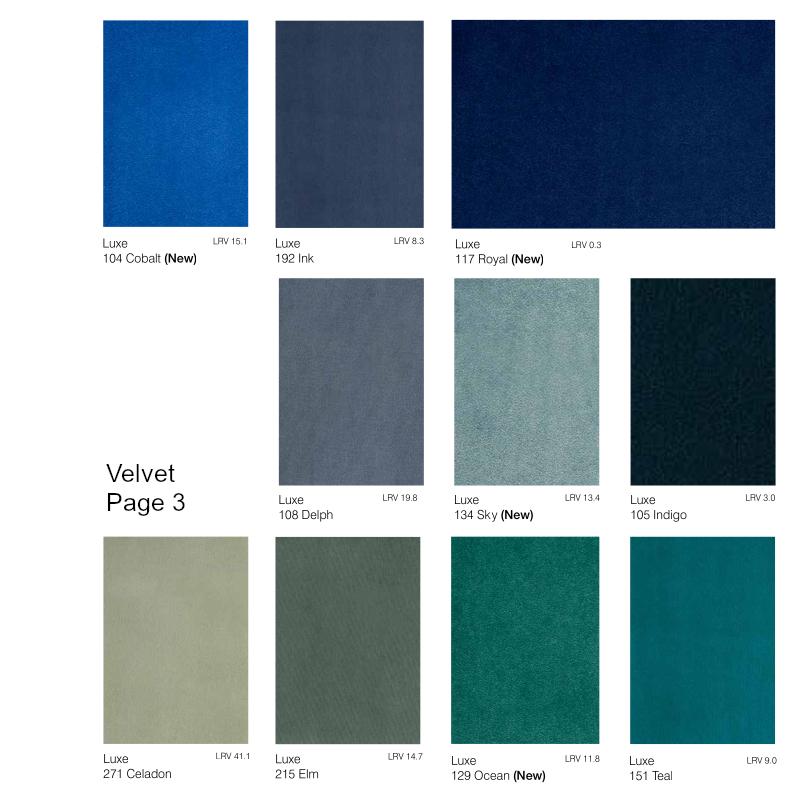 Luxe LRV 15.1
104 Cobalt (New)
Luxe LRV 8.3
192 Ink
Luxe LRV 0.3
117 Royal (New)
Velvet
Page 3
Luxe LRV 19.8
108 Delph
Luxe LRV 13.4
134 Sky (New)
Luxe LRV 3.0
105 Indigo
Luxe LRV 41.1
271 Celadon
Luxe LRV 14.7
215 Elm
Luxe LRV 11.8
129 Ocean (New)
Luxe LRV 9.0
151 Teal